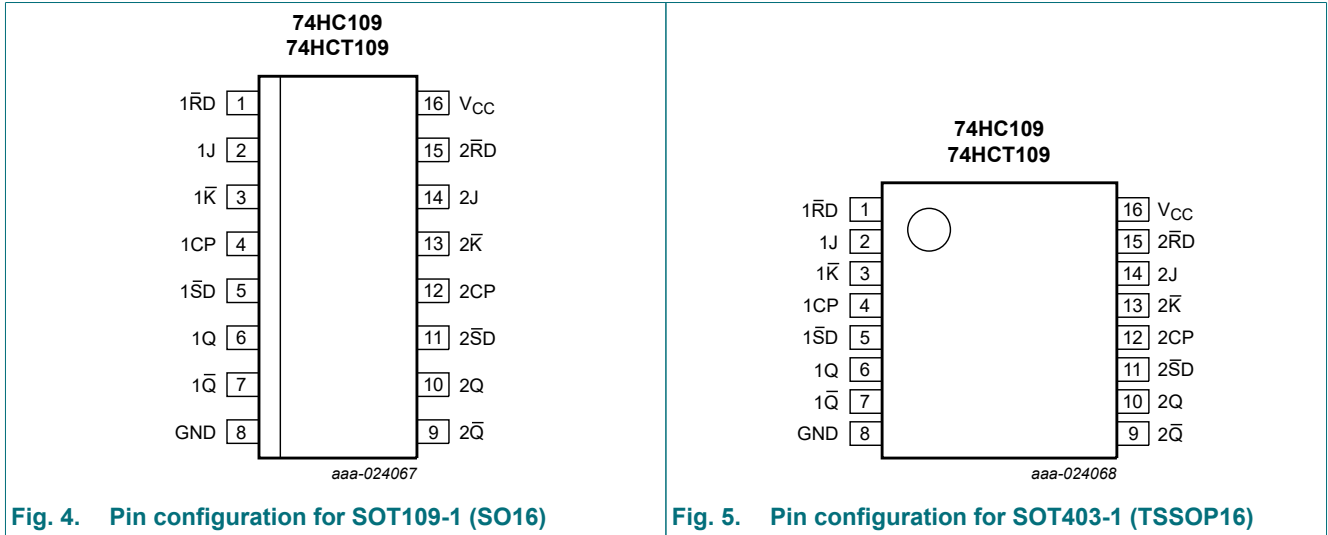 74HC109
74HCT109
1R̅D 1
16 VCC
1J 2
15 2R̅D
1K̅ 3
14 2J
1CP 4
13 2K̅
1S̅D 5
12 2CP
1Q 6
11 2S̅D
1Q̅ 7
10 2Q
GND 8
9 2Q̅
aaa-024067
Fig. 4. Pin configuration for SOT109-1 (SO16)
74HC109
74HCT109
1R̅D 1
16 VCC
1J 2
15 2R̅D
1K̅ 3
14 2J
1CP 4
13 2K̅
1S̅D 5
12 2CP
1Q 6
11 2S̅D
1Q̅ 7
10 2Q
GND 8
9 2Q̅
aaa-024068
Fig. 5. Pin configuration for SOT403-1 (TSSOP16)